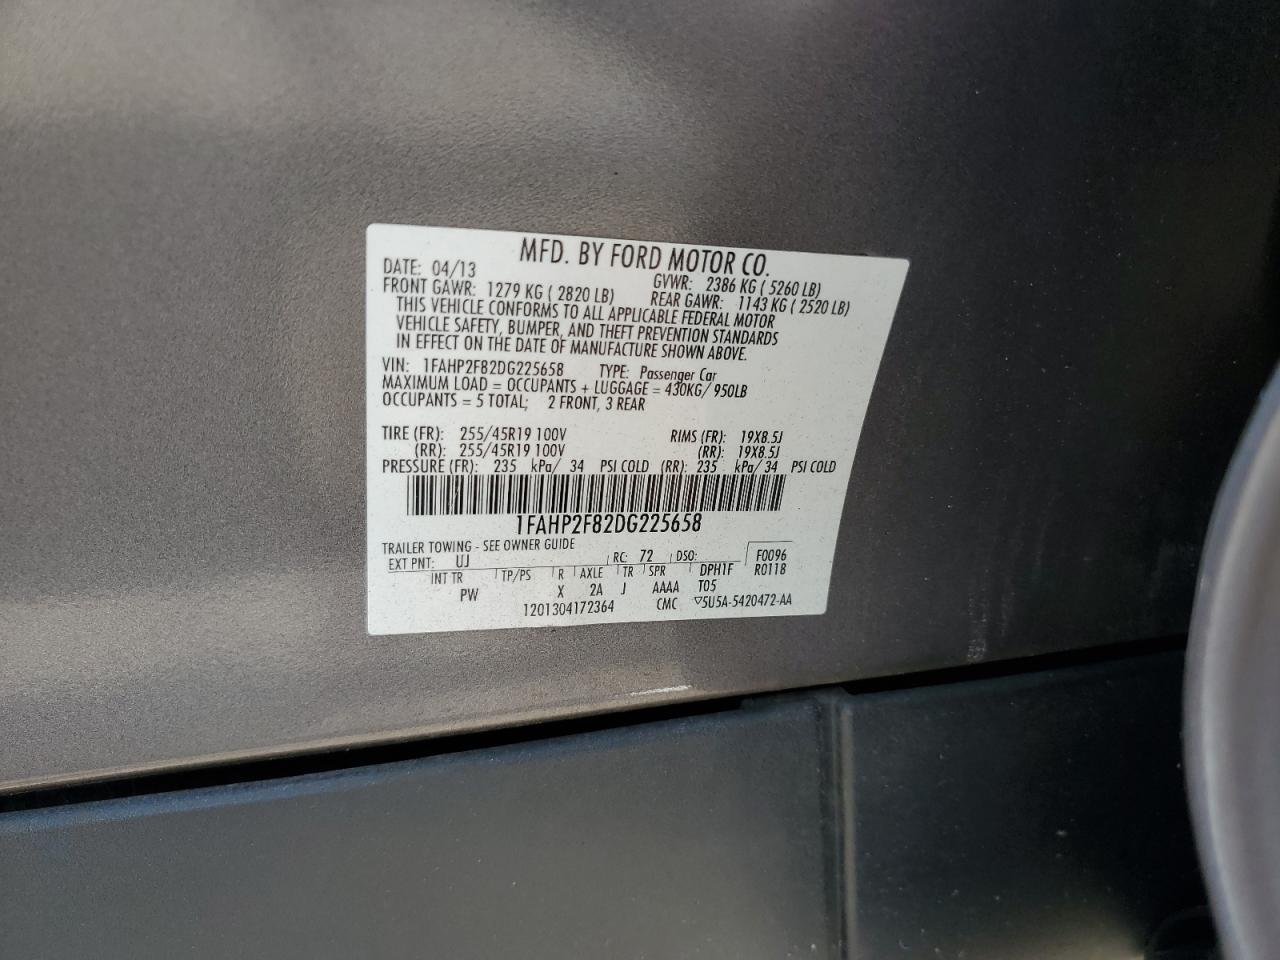 MFD. BY FORD MOTOR CO.
DATE: 04/13 GVWR: 2386 KG ( 5260 LB)
FRONT GAWR: 1279 KG ( 2820 LB) REAR GAWR: 1143 KG ( 2520 LB)
THIS VEHICLE CONFORMS TO ALL APPLICABLE FEDERAL MOTOR
VEHICLE SAFETY, BUMPER, AND THEFT PREVENTION STANDARDS
IN EFFECT ON THE DATE OF MANUFACTURE SHOWN ABOVE.
VIN: 1FAHP2F82DG225658 TYPE: Passenger Car
MAXIMUM LOAD = OCCUPANTS + LUGGAGE = 430KG/ 950LB
OCCUPANTS = 5 TOTAL; 2 FRONT, 3 REAR
TIRE (FR): 255/45R19 100V RIMS (FR): 19X8.5J
(RR): 255/45R19 100V (RR): 19X8.5J
PRESSURE (FR): 235 kPa/ 34 PSI COLD (RR): 235 kPa/ 34 PSI COLD
1FAHP2F82DG225658
TRAILER TOWING - SEE OWNER GUIDE
EXT PNT: UJ RC: 72 DSO: F0096
INT TR TP/PS R AXLE TR SPR DPH1F R0118
PW X 2A J AAAA T05
1201304172364 CMC ▽5U5A-5420472-AA